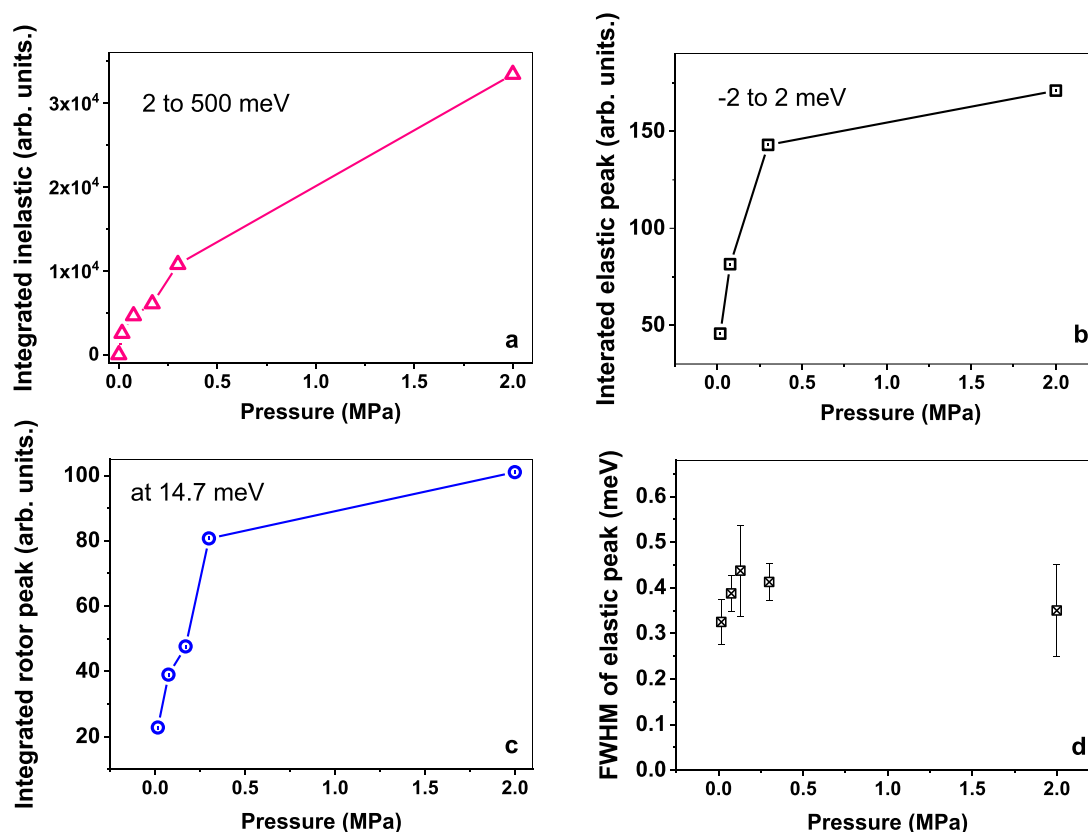 Integrated inelastic (arb. units.)
2 to 500 meV
3x10⁴
2x10⁴
1x10⁴
0
a
0.0 0.5 1.0 1.5 2.0
Pressure (MPa)
Interated elastic peak (arb. units.)
-2 to 2 meV
150
100
50
b
0.0 0.5 1.0 1.5 2.0
Pressure (MPa)
Integrated rotor peak (arb. units.)
at 14.7 meV
100
80
60
40
20
c
0.0 0.5 1.0 1.5 2.0
Pressure (MPa)
FWHM of elastic peak (meV)
0.6
0.5
0.4
0.3
0.2
0.1
0.0
d
0.0 0.5 1.0 1.5 2.0
Pressure (MPa)